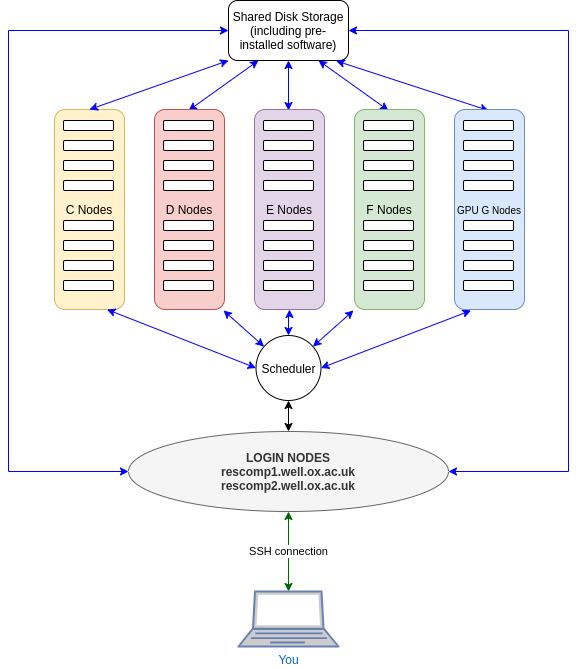 Shared Disk Storage
(including pre-
installed software)
C Nodes
D Nodes
E Nodes
F Nodes
GPU G Nodes
Scheduler
LOGIN NODES
rescomp1.well.ox.ac.uk
rescomp2.well.ox.ac.uk
SSH connection
You